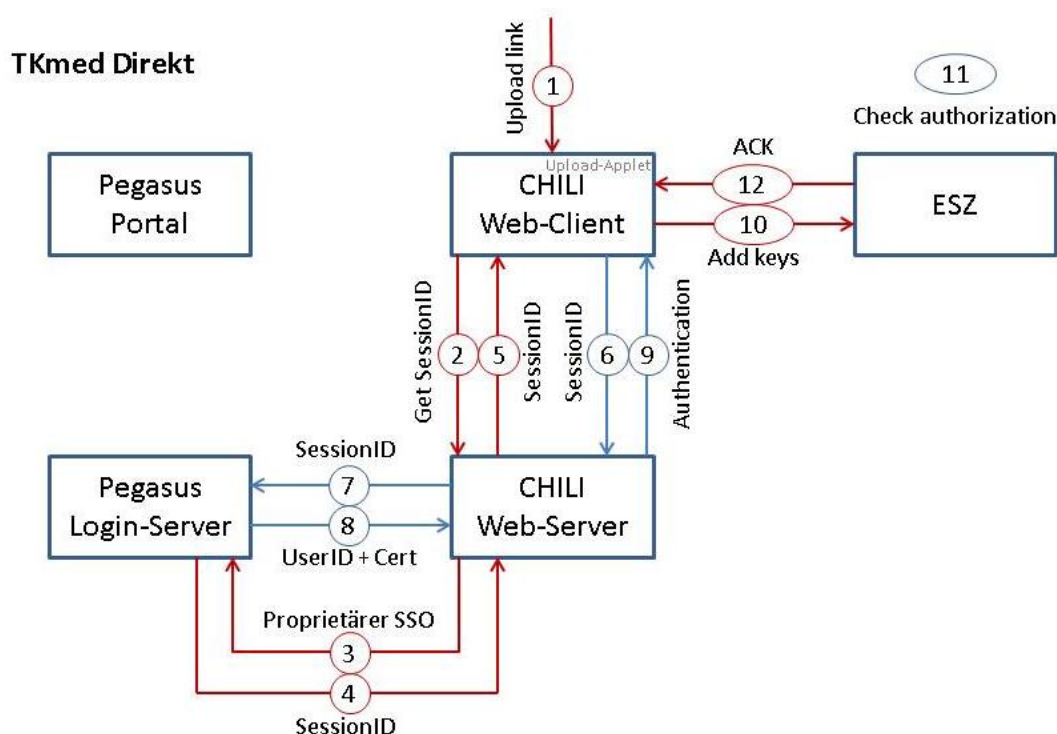 TKmed Direkt
Upload link
1
11
Check authorization
Pegasus
Portal
Upload-Applet
CHILI
Web-Client
ACK
12
10
Add keys
ESZ
Get SessionID
2
5
SessionID
SessionID
6
9
Authentication
Pegasus
Login-Server
SessionID
7
8
UserID + Cert
CHILI
Web-Server
Proprietärer SSO
3
4
SessionID